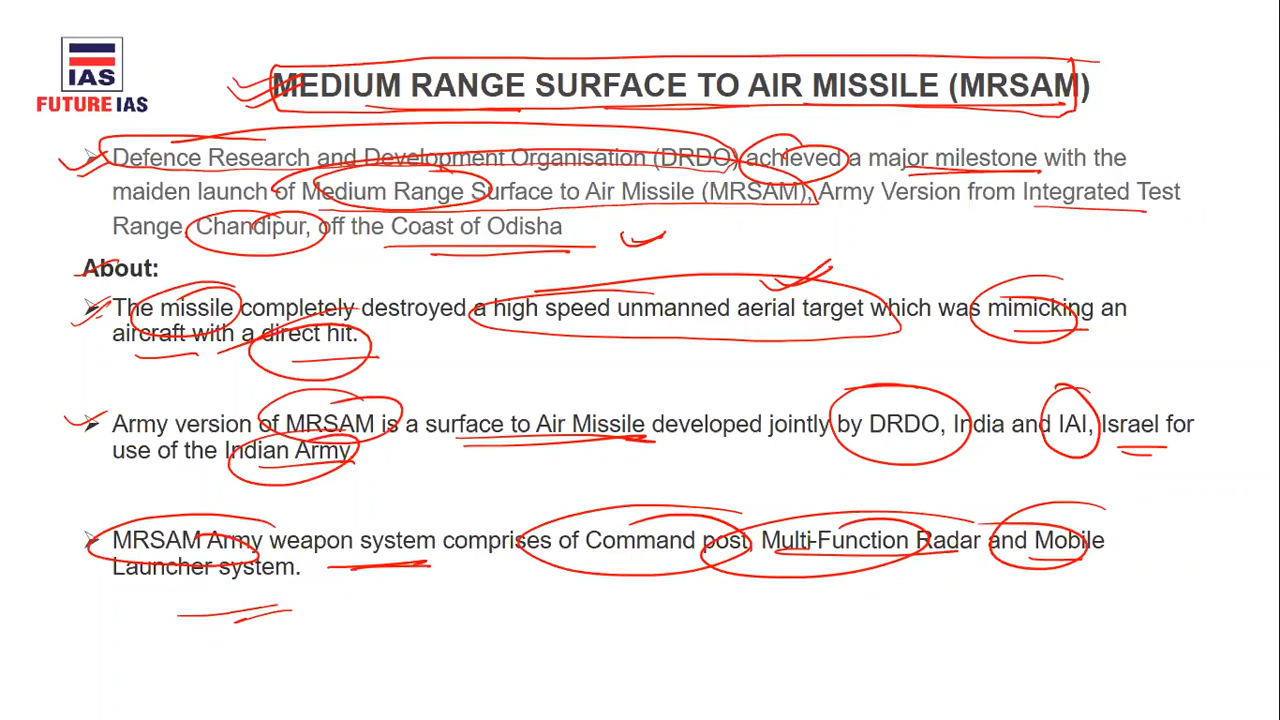 IAS
FUTURE IAS
MEDIUM RANGE SURFACE TO AIR MISSILE (MRSAM)
Defence Research and Development Organisation (DRDO) achieved a major milestone with the
maiden launch of Medium Range Surface to Air Missile (MRSAM), Army Version from Integrated Test
Range, Chandipur, off the Coast of Odisha
About:
The missile completely destroyed a high speed unmanned aerial target which was mimicking an
aircraft with a direct hit.
Army version of MRSAM is a surface to Air Missile developed jointly by DRDO, India and IAI, Israel for
use of the Indian Army.
MRSAM Army weapon system comprises of Command post, Multi-Function Radar and Mobile
Launcher system.